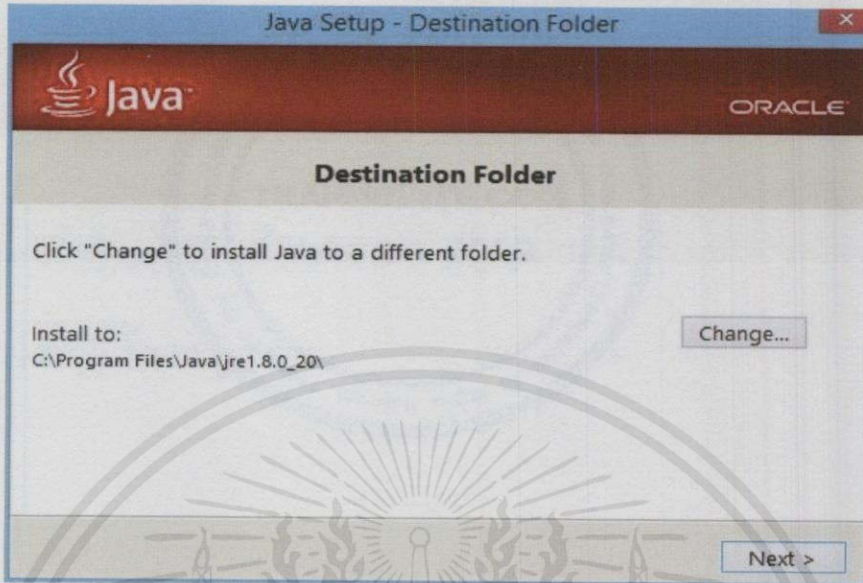 Java Setup - Destination Folder
Java
ORACLE
Destination Folder
Click "Change" to install Java to a different folder.
Install to:
Change...
C:\Program Files\Java\jre1.8.0_20\
Next >